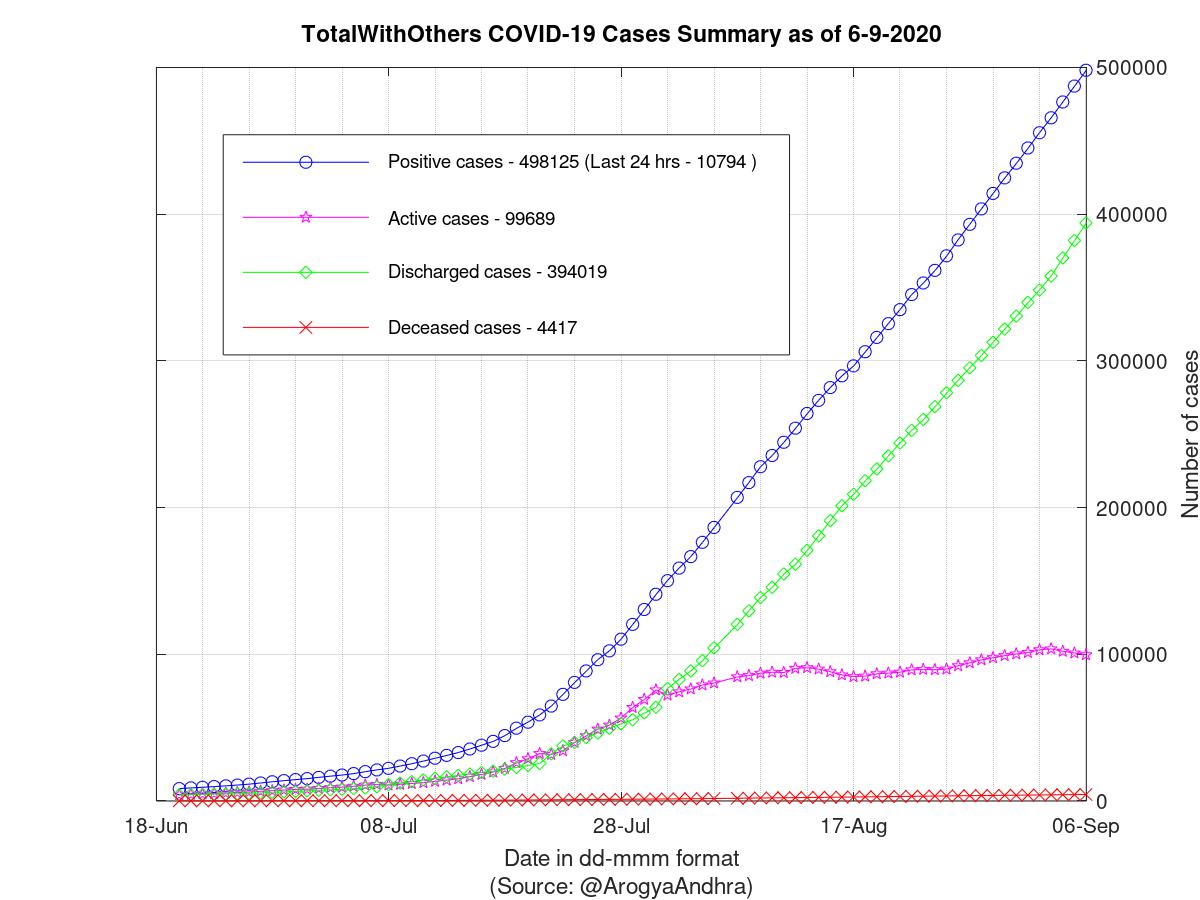 TotalWithOthers COVID-19 Cases Summary as of 6-9-2020
Positive cases - 498125 (Last 24 hrs - 10794 )
Active cases - 99689
Discharged cases - 394019
Deceased cases - 4417
500000
400000
300000
200000
100000
0
Number of cases
18-Jun
08-Jul
28-Jul
17-Aug
06-Sep
Date in dd-mmm format
(Source: @ArogyaAndhra)